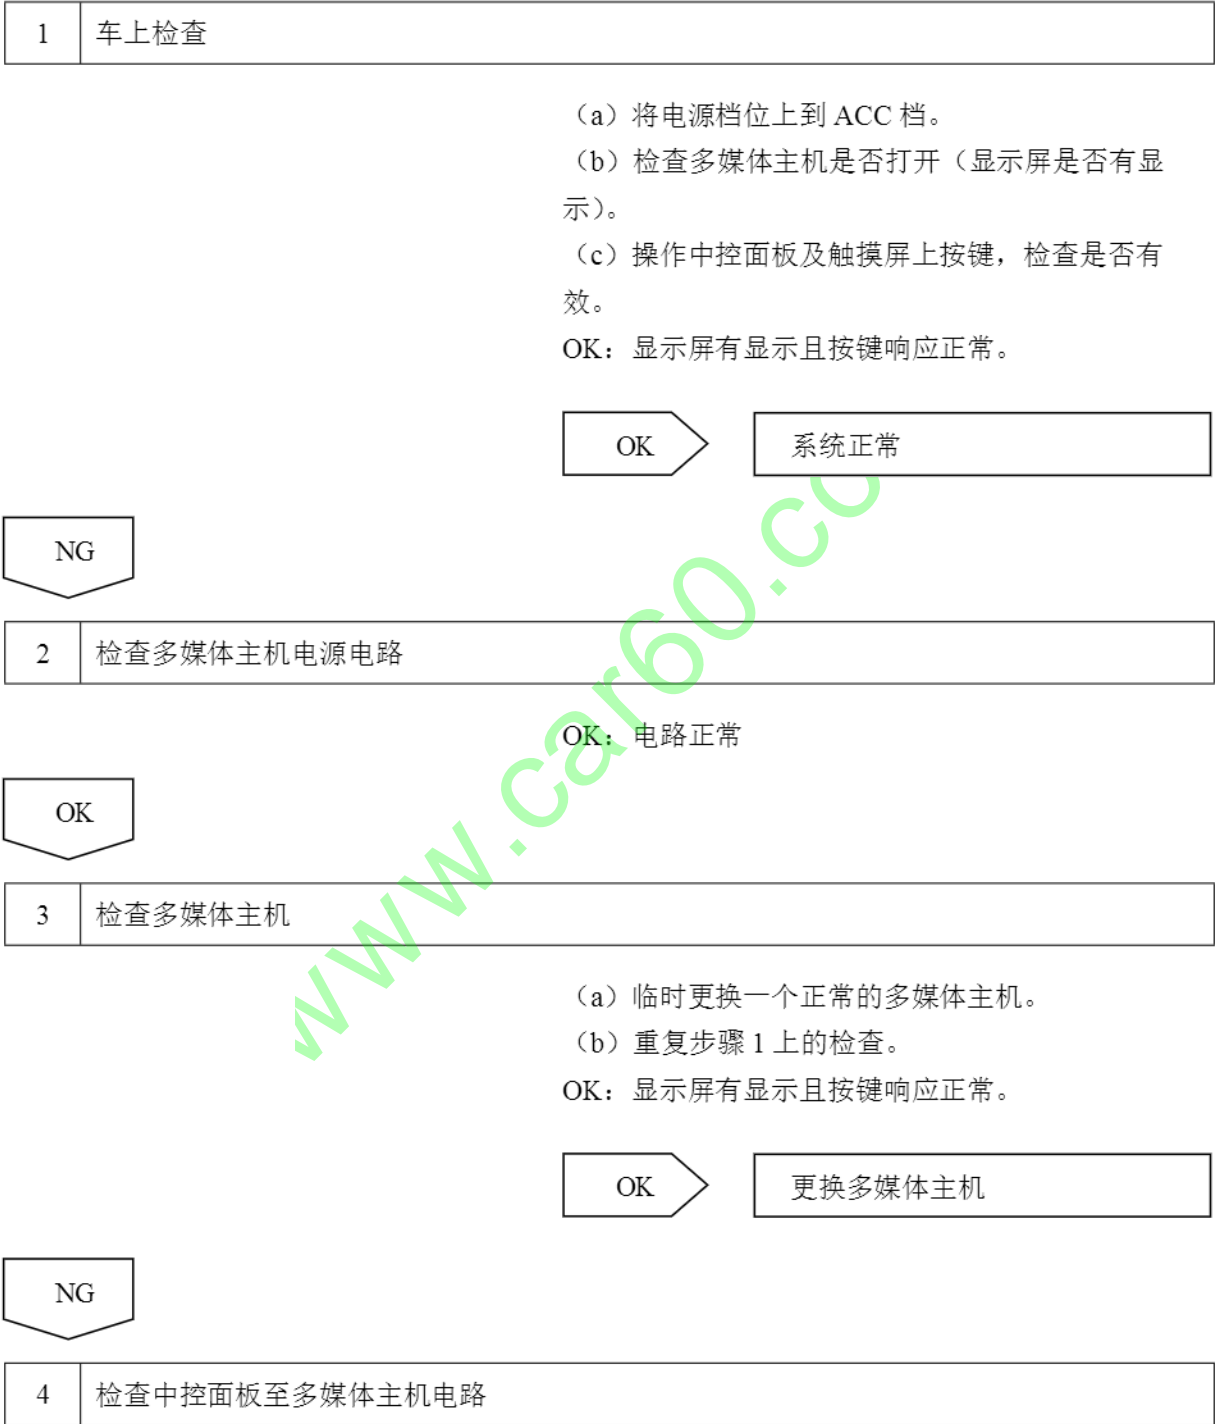 1 车上检查
(a)将电源档位上到 ACC 档。
(b)检查多媒体主机是否打开(显示屏是否有显
示)。
(c)操作中控面板及触摸屏上按键,检查是否有
效。
OK:显示屏有显示且按键响应正常。
OK 系统正常
NG
2 检查多媒体主机电源电路
OK:电路正常
OK
3 检查多媒体主机
(a)临时更换一个正常的多媒体主机。
(b)重复步骤 1 上的检查。
OK:显示屏有显示且按键响应正常。
OK 更换多媒体主机
NG
4 检查中控面板至多媒体主机电路
www.car60.co